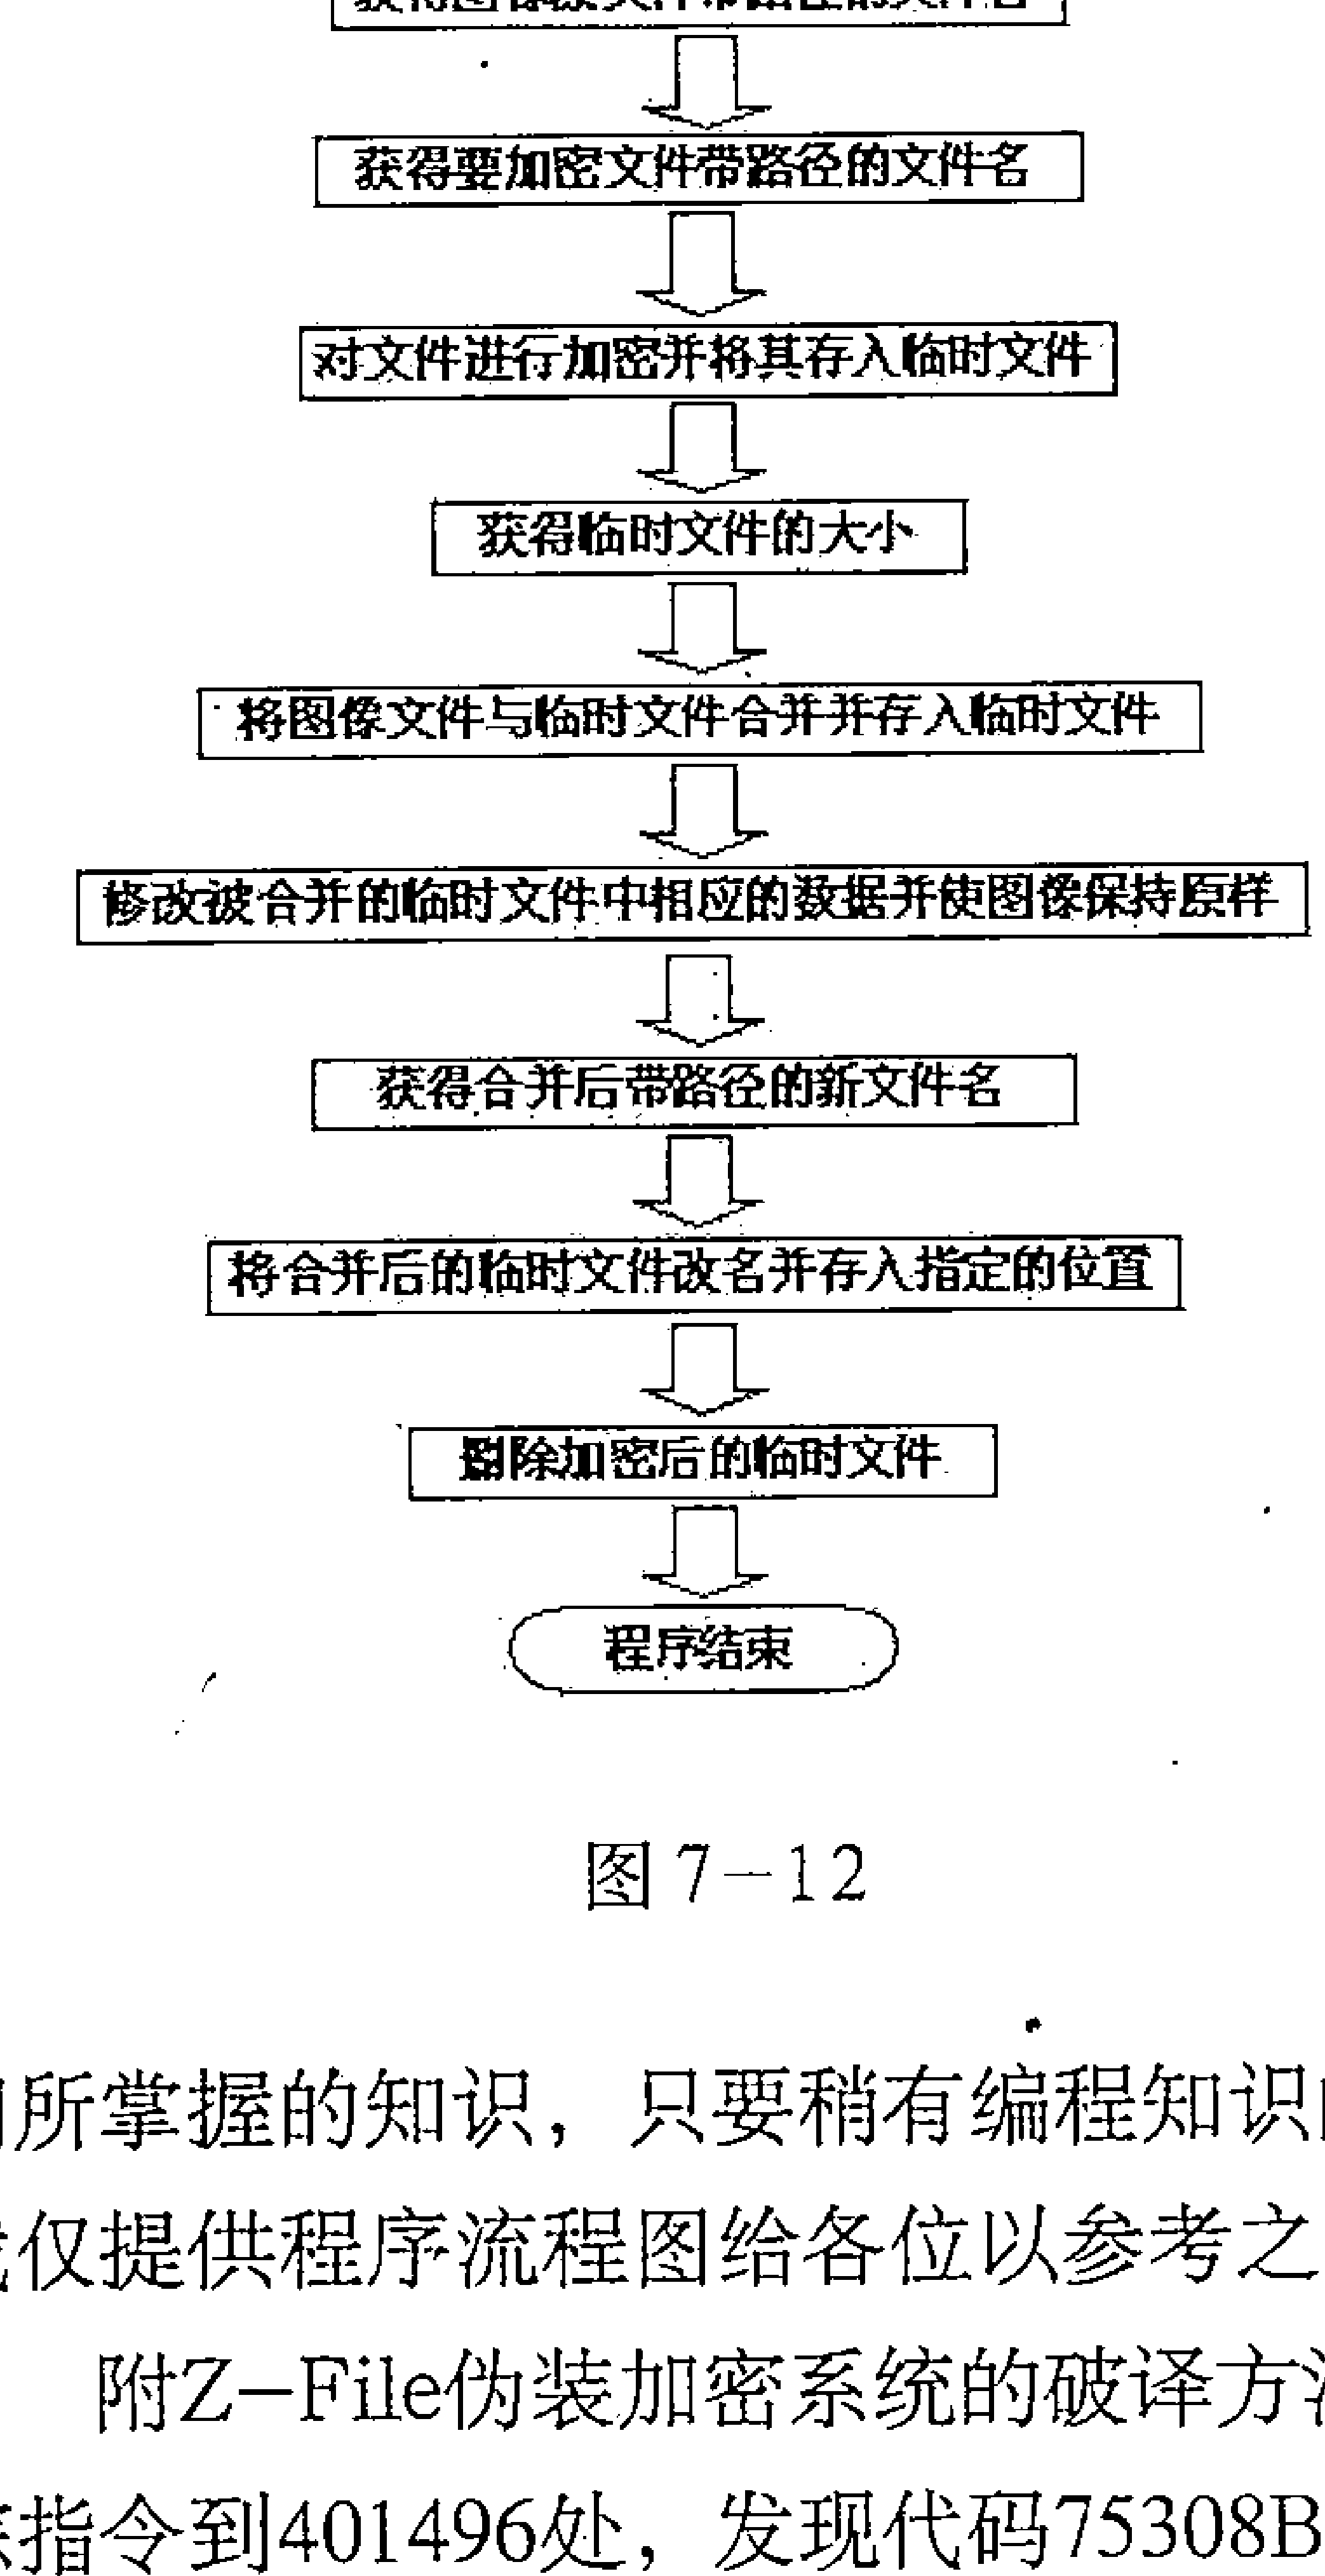 获得要加密文件带路径的文件名
对文件进行加密并将其存入临时文件
获得临时文件的大小
将图像文件与临时文件合并并存入临时文件
修改被合并的临时文件中相应的数据并使图像保持原样
获得合并后带路径的新文件名
将合并后的临时文件改名并存入指定的位置
删除加密后的临时文件
程序结束
图 7-12
所掌握的知识，只要稍有编程知识
仅提供程序流程图给各位以参考之
附Z-File伪装加密系统的破译方法
指令到401496处，发现代码75308B